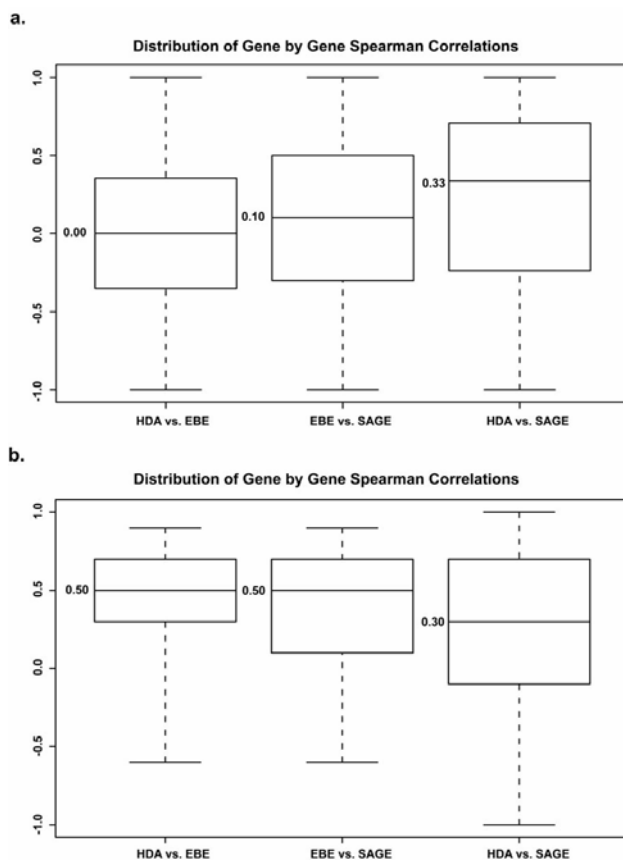 a.
Distribution of Gene by Gene Spearman Correlations
1.0
0.5
0.0
-0.5
-1.0
0.00
0.10
0.33
HDA vs. EBE
EBE vs. SAGE
HDA vs. SAGE
b.
Distribution of Gene by Gene Spearman Correlations
1.0
0.5
0.0
-0.5
-1.0
0.50
0.50
0.30
HDA vs. EBE
EBE vs. SAGE
HDA vs. SAGE